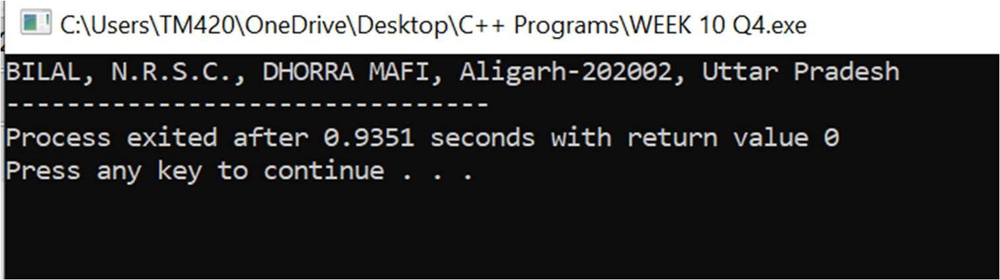 C:\Users\TM420\OneDrive\Desktop\C++ Programs\WEEK 10 Q4.exe
BILAL, N.R.S.C., DHORRA MAFI, Aligarh-202002, Uttar Pradesh
--------------------------------
Process exited after 0.9351 seconds with return value 0
Press any key to continue . . .